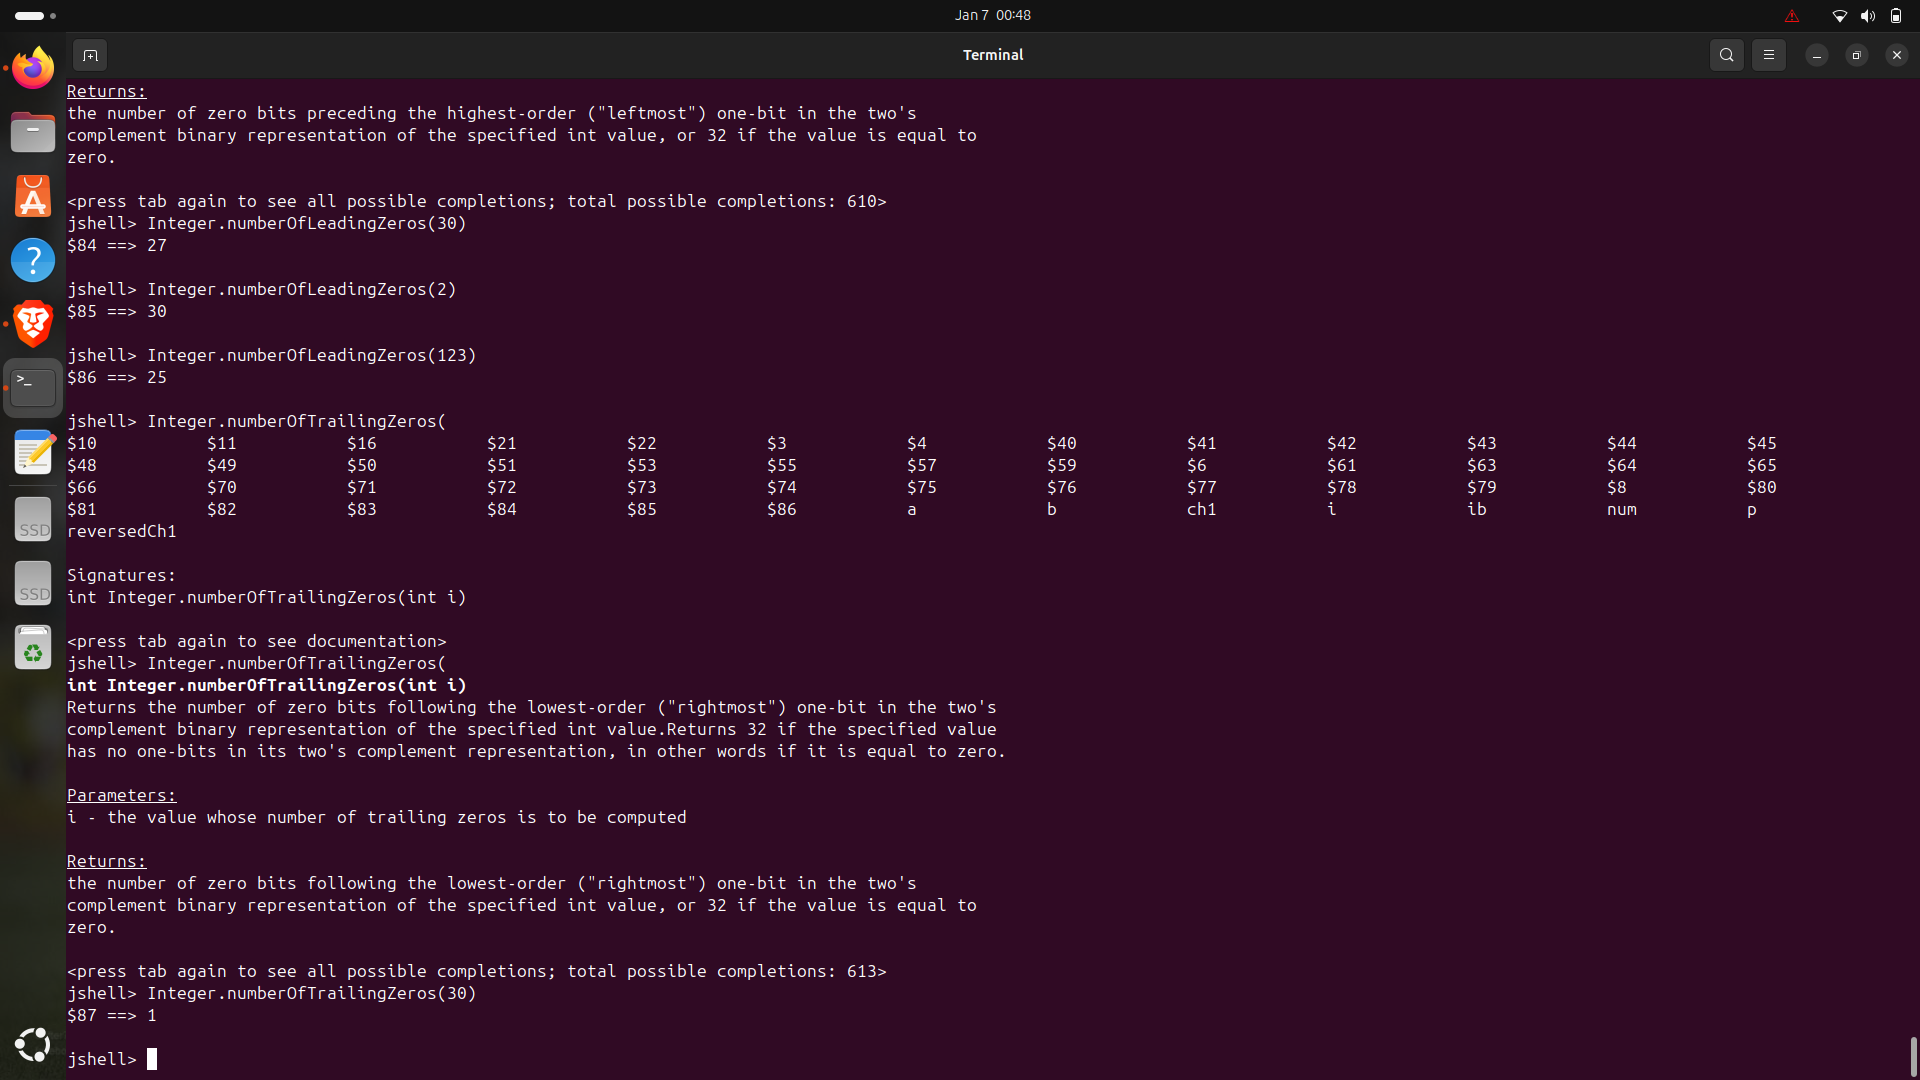 Jan 7 00:48
Terminal
Returns:
the number of zero bits preceding the highest-order ("leftmost") one-bit in the two's
complement binary representation of the specified int value, or 32 if the value is equal to
zero.
<press tab again to see all possible completions; total possible completions: 610>
jshell> Integer.numberOfLeadingZeros(30)
$84 ==> 27
jshell> Integer.numberOfLeadingZeros(2)
$85 ==> 30
jshell> Integer.numberOfLeadingZeros(123)
$86 ==> 25
jshell> Integer.numberOfTrailingZeros(
$10 $11 $16 $21 $22 $3 $4 $40 $41 $42 $43 $44 $45
$48 $49 $50 $51 $53 $55 $57 $59 $6 $61 $63 $64 $65
$66 $70 $71 $72 $73 $74 $75 $76 $77 $78 $79 $8 $80
$81 $82 $83 $84 $85 $86 a b ch1 i ib num p
reversedCh1
Signatures:
int Integer.numberOfTrailingZeros(int i)
<press tab again to see documentation>
jshell> Integer.numberOfTrailingZeros(
int Integer.numberOfTrailingZeros(int i)
Returns the number of zero bits following the lowest-order ("rightmost") one-bit in the two's
complement binary representation of the specified int value.Returns 32 if the specified value
has no one-bits in its two's complement representation, in other words if it is equal to zero.
Parameters:
i - the value whose number of trailing zeros is to be computed
Returns:
the number of zero bits following the lowest-order ("rightmost") one-bit in the two's
complement binary representation of the specified int value, or 32 if the value is equal to
zero.
<press tab again to see all possible completions; total possible completions: 613>
jshell> Integer.numberOfTrailingZeros(30)
$87 ==> 1
jshell>
SSD
SSD